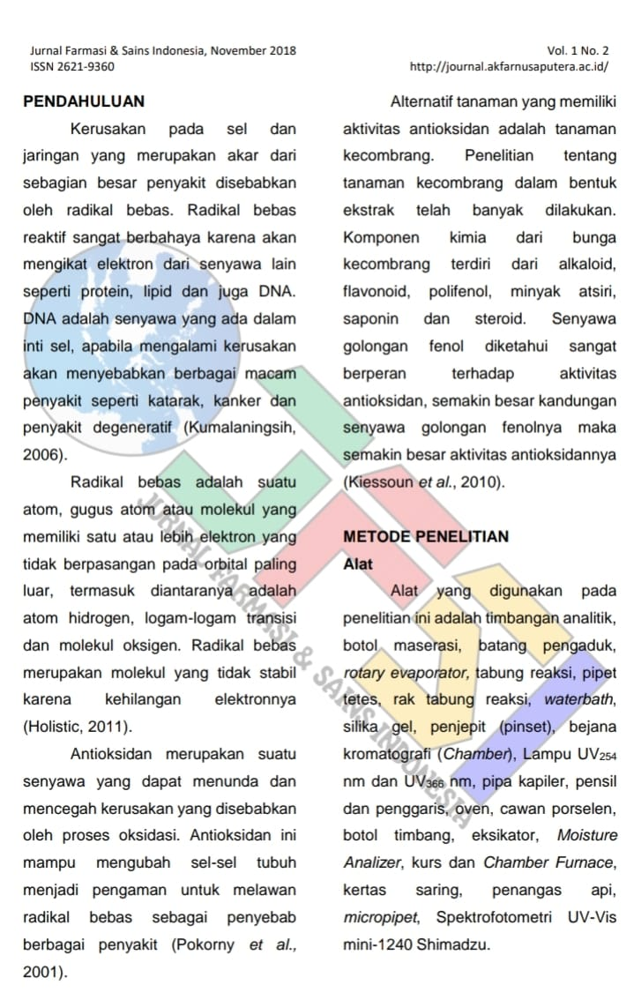 Jurnal Farmasi & Sains Indonesia, November 2018
Vol. 1 No. 2
ISSN 2621-9360
http://journal.akfarnusaputera.ac.id/
PENDAHULUAN
Kerusakan pada sel dan
jaringan yang merupakan akar dari
sebagian besar penyakit disebabkan
oleh radikal bebas. Radikal bebas
reaktif sangat berbahaya karena akan
mengikat elektron dari senyawa lain
seperti protein, lipid dan juga DNA.
DNA adalah senyawa yang ada dalam
inti sel, apabila mengalami kerusakan
akan menyebabkan berbagai macam
penyakit seperti katarak, kanker dan
penyakit degeneratif (Kumalaningsih,
2006).
Radikal bebas adalah suatu
atom, gugus atom atau molekul yang
memiliki satu atau lebih elektron yang
tidak berpasangan pada orbital paling
luar, termasuk diantaranya adalah
atom hidrogen, logam-logam transisi
dan molekul oksigen. Radikal bebas
merupakan molekul yang tidak stabil
karena kehilangan elektronnya
(Holistic, 2011).
Antioksidan merupakan suatu
senyawa yang dapat menunda dan
mencegah kerusakan yang disebabkan
oleh proses oksidasi. Antioksidan ini
mampu mengubah sel-sel tubuh
menjadi pengaman untuk melawan
radikal bebas sebagai penyebab
berbagai penyakit (Pokorny et al.,
2001).
Alternatif tanaman yang memiliki
aktivitas antioksidan adalah tanaman
kecombrang. Penelitian tentang
tanaman kecombrang dalam bentuk
ekstrak telah banyak dilakukan.
Komponen kimia dari bunga
kecombrang terdiri dari alkaloid,
flavonoid, polifenol, minyak atsiri,
saponin dan steroid. Senyawa
golongan fenol diketahui sangat
berperan terhadap aktivitas
antioksidan, semakin besar kandungan
senyawa golongan fenolnya maka
semakin besar aktivitas antioksidannya
(Kiessoun et al., 2010).
METODE PENELITIAN
Alat
Alat yang digunakan pada
penelitian ini adalah timbangan analitik,
botol maserasi, batang pengaduk,
rotary evaporator, tabung reaksi, pipet
tetes, rak tabung reaksi, waterbath,
silika gel, penjepit (pinset), bejana
kromatografi (Chamber), Lampu UV254
nm dan UV366 nm, pipa kapiler, pensil
dan penggaris, oven, cawan porselen,
botol timbang, eksikator, Moisture
Analizer, kurs dan Chamber Furnace,
kertas saring, penangas api,
micropipet, Spektrofotometri UV-Vis
mini-1240 Shimadzu.
JURNAL FARMASI & SAINS INDONESIA